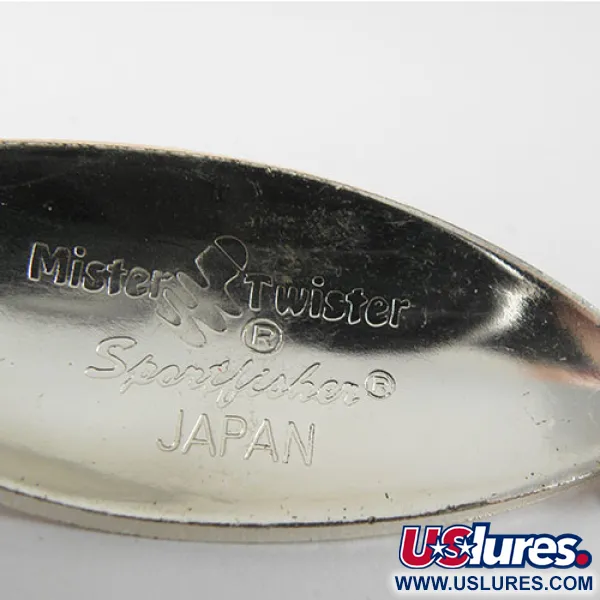 Mister Twister
®
Sportfisher®
JAPAN
USlures.
WWW.USLURES.COM